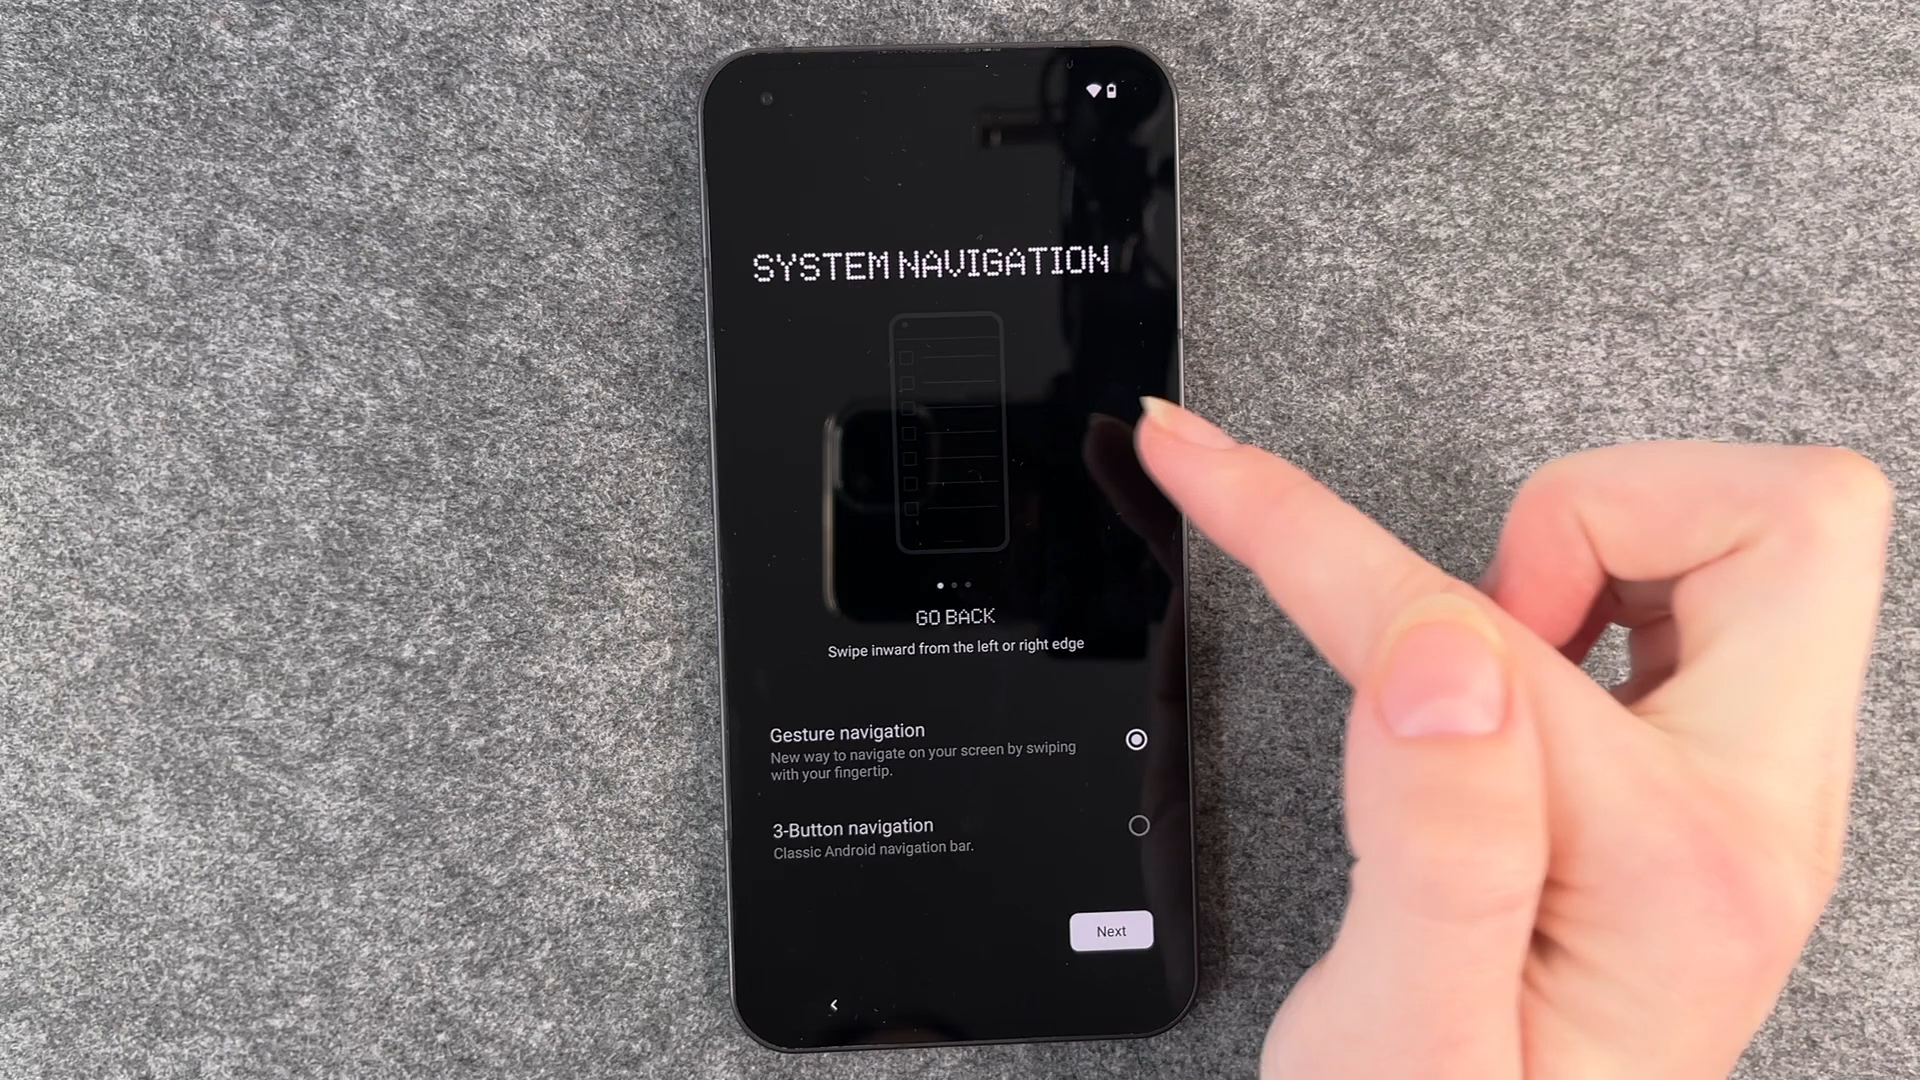 SYSTEM NAVIGATION
GO BACK
Swipe inward from the left or right edge
Gesture navigation
New way to navigate on your screen by swiping
with your fingertip.
3-Button navigation
Classic Android navigation bar.
Next